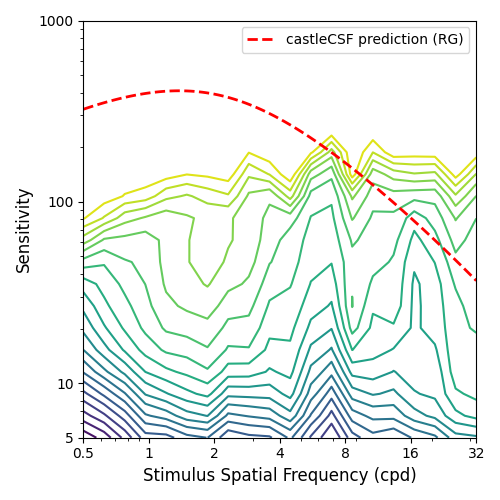 1000
castleCSF prediction (RG)
100
Sensitivity
10
5
0.5 1 2 4 8 16 32
Stimulus Spatial Frequency (cpd)